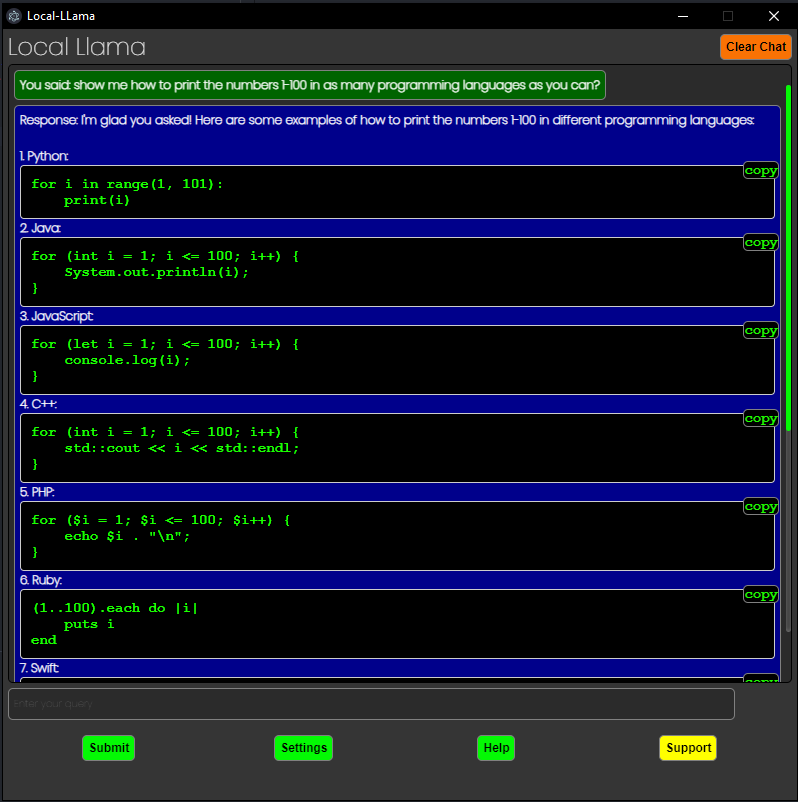 Local-LLama
Local Llama
Clear Chat
You said: show me how to print the numbers 1-100 in as many programming languages as you can?
Response: I'm glad you asked! Here are some examples of how to print the numbers 1-100 in different programming languages:
1. Python:
copy
for i in range(1, 101):
    print(i)
2. Java:
copy
for (int i = 1; i <= 100; i++) {
    System.out.println(i);
}
3. JavaScript:
copy
for (let i = 1; i <= 100; i++) {
    console.log(i);
}
4. C++:
copy
for (int i = 1; i <= 100; i++) {
    std::cout << i << std::endl;
}
5. PHP:
copy
for ($i = 1; $i <= 100; $i++) {
    echo $i . "\n";
}
6. Ruby:
copy
(1..100).each do |i|
    puts i
end
7. Swift:
copy
Enter your query
Submit
Settings
Help
Support